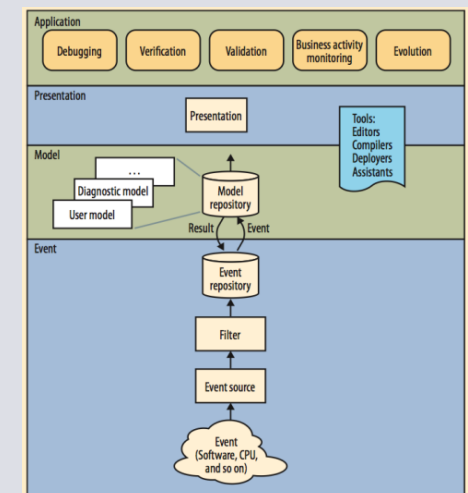 Application
Debugging
Verification
Validation
Business activity
monitoring
Evolution
Presentation
Presentation
Tools:
Editors
Compilers
Deployers
Assistants
Model
...
Diagnostic model
User model
Model
repository
Result
Event
Event
Event
repository
Filter
Event source
Event
(Software, CPU,
and so on)